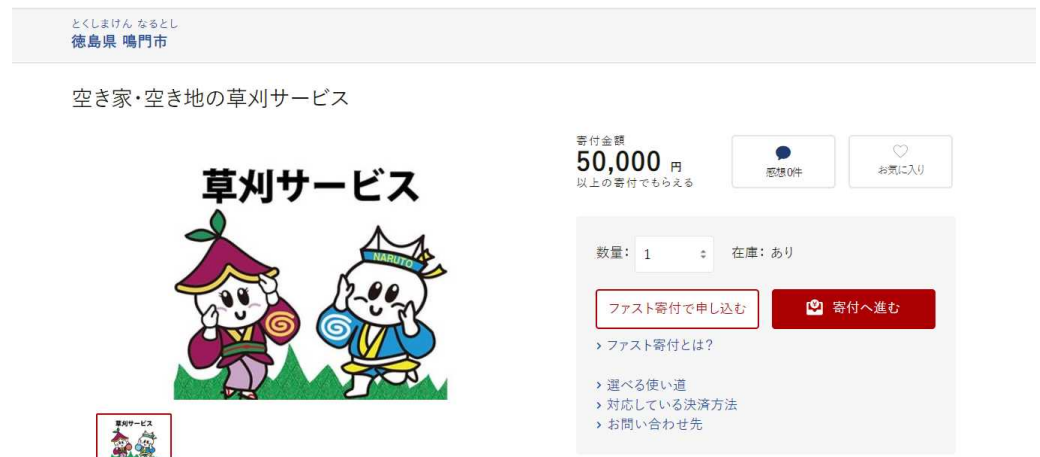 とくしまけん なるとし
徳島県 鳴門市
空き家・空き地の草刈サービス
草刈サービス
NARUTO
草刈サービス
寄付金額
50,000 円
以上の寄付でもらえる
感想0件
お気に入り
数量: 1 在庫: あり
ファスト寄付で申し込む
寄付へ進む
› ファスト寄付とは?
› 選べる使い道
› 対応している決済方法
› お問い合わせ先